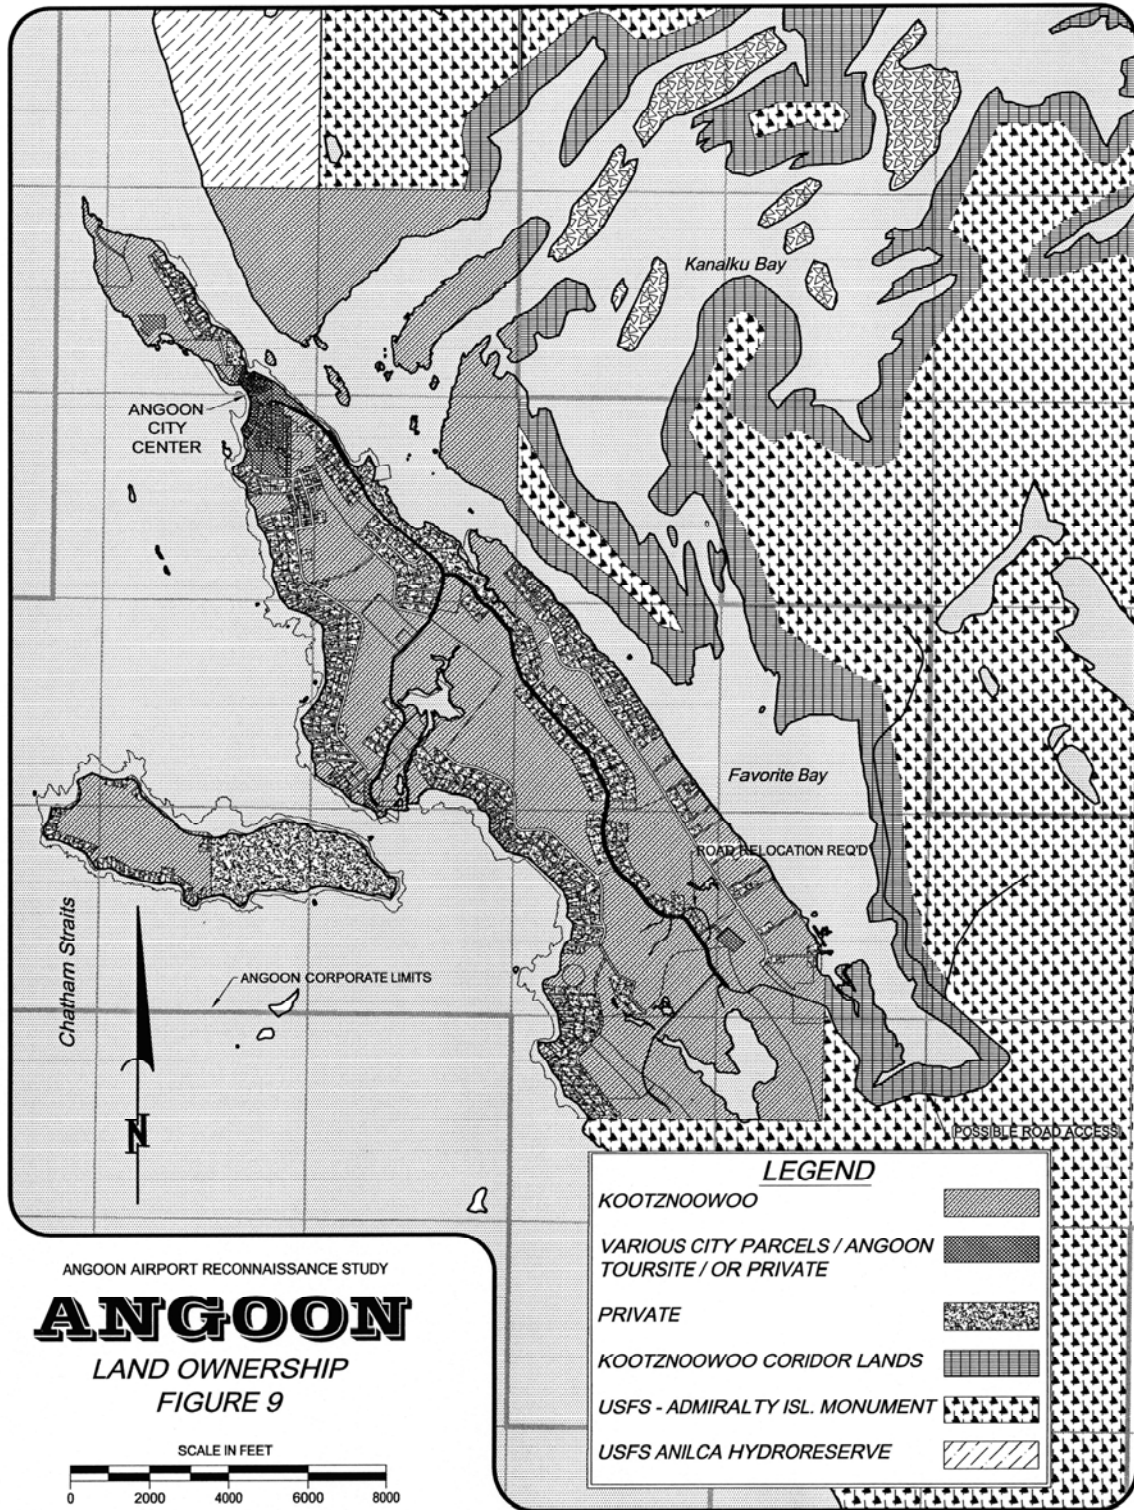 Kanalku Bay
ANGOON
CITY
CENTER
Favorite Bay
ROAD RELOCATION REQ'D
Chatham Straits
ANGOON CORPORATE LIMITS
N
POSSIBLE ROAD ACCESS
LEGEND
KOOTZNOOWOO
VARIOUS CITY PARCELS / ANGOON
TOURSITE / OR PRIVATE
PRIVATE
KOOTZNOOWOO CORIDOR LANDS
USFS - ADMIRALTY ISL. MONUMENT
USFS ANILCA HYDRORESERVE
ANGOON AIRPORT RECONNAISSANCE STUDY
ANGOON
LAND OWNERSHIP
FIGURE 9
SCALE IN FEET
0 2000 4000 6000 8000